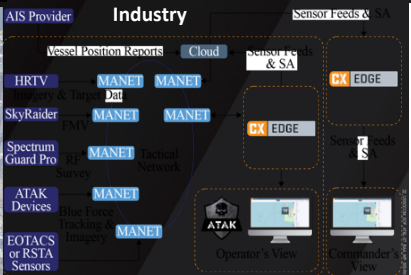 AIS Provider
Industry
Sensor Feeds & SA
Vessel Position Reports
Cloud
Sensor Feeds
& SA
HRTV
MANET
MANET
Imagery & Target Data
CX EDGE
SkyRaider
MANET
MANET
FMV
CX EDGE
Spectrum
Guard Pro
MANET
RF
Survey
Tactical
Network
Sensor Feeds
& SA
ATAK
Devices
MANET
Blue Force
Tracking &
Imagery
ATAK
EOTACS
or RSTA
Sensors
MANET
Operator's View
Commander's
View